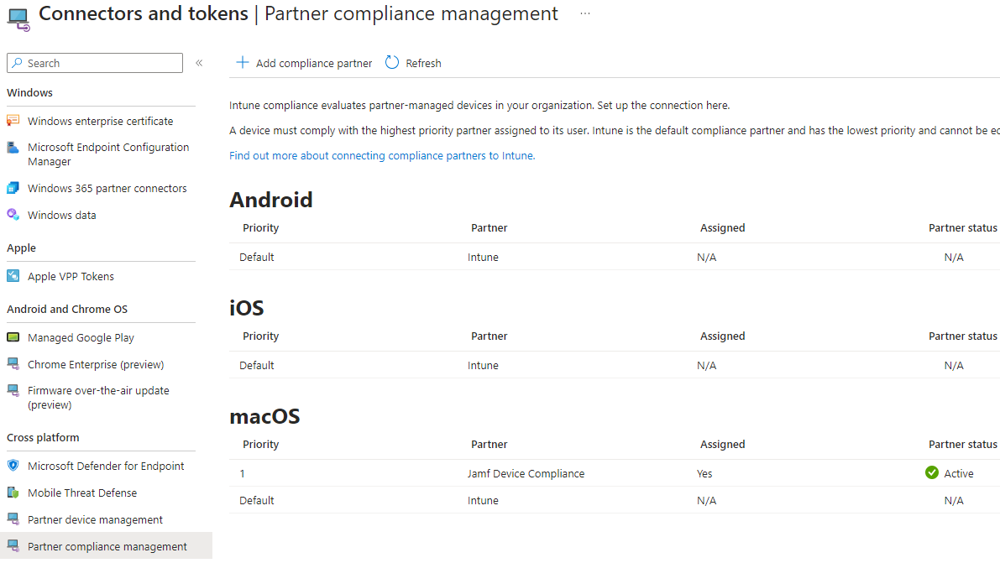 Connectors and tokens | Partner compliance management ...
Search
«
Windows
Windows enterprise certificate
Microsoft Endpoint Configuration
Manager
Windows 365 partner connectors
Windows data
Apple
Apple VPP Tokens
Android and Chrome OS
Managed Google Play
Chrome Enterprise (preview)
Firmware over-the-air update
(preview)
Cross platform
Microsoft Defender for Endpoint
Mobile Threat Defense
Partner device management
Partner compliance management
Add compliance partner Refresh
Intune compliance evaluates partner-managed devices in your organization. Set up the connection here.
A device must comply with the highest priority partner assigned to its user. Intune is the default compliance partner and has the lowest priority and cannot be
Find out more about connecting compliance partners to Intune.
Android
Priority Partner Assigned Partner status
Default Intune N/A N/A
iOS
Priority Partner Assigned Partner status
Default Intune N/A N/A
macOS
Priority Partner Assigned Partner status
1 Jamf Device Compliance Yes Active
Default Intune N/A N/A